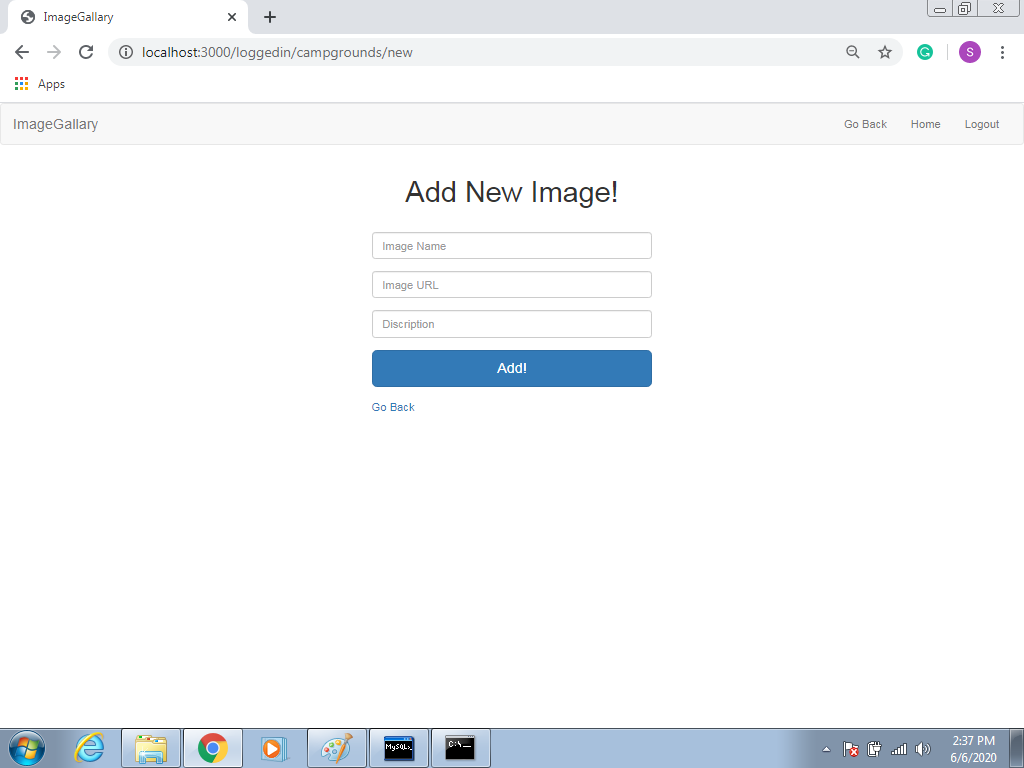 ImageGallary
localhost:3000/loggedin/campgrounds/new
S
Apps
ImageGallary
Go Back
Home
Logout
Add New Image!
Image Name
Image URL
Discription
Add!
Go Back
MySQL>
C:\_
2:37 PM
6/6/2020